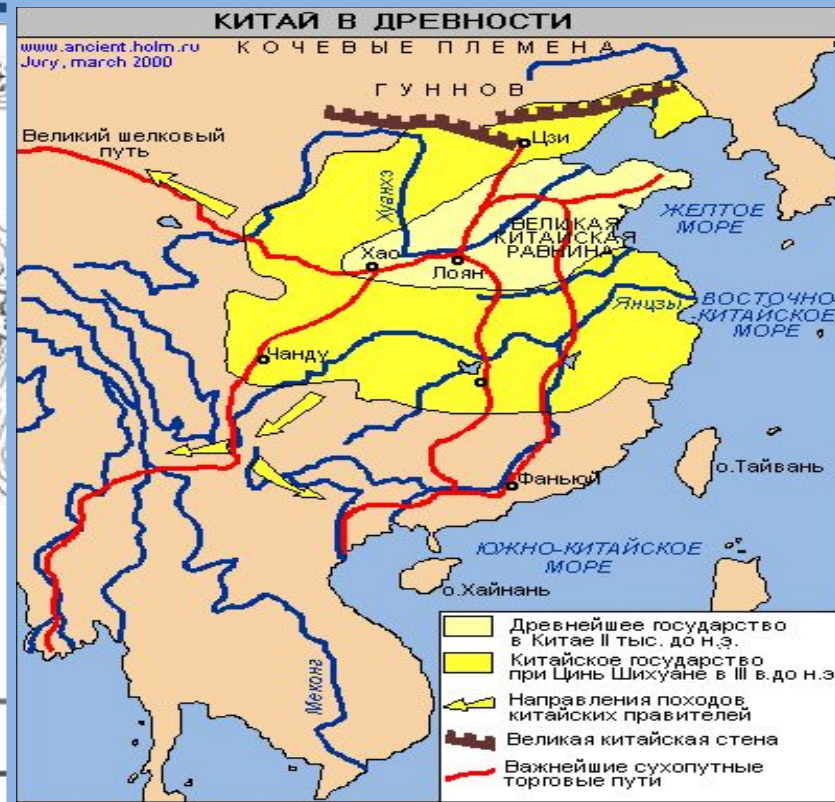 КИТАЙ В ДРЕВНОСТИ
www.ancient.holm.ru
Jury, march 2000
КОЧЕВЫЕ ПЛЕМЕНА
ГУННОВ
Великий шелковый
путь
Цзи
Хуанхэ
ЖЕЛТОЕ
МОРЕ
ВЕЛИКАЯ
КИТАЙСКАЯ
РАВНИНА
Хао
Лоян
Янцзы
ВОСТОЧНО
-КИТАЙСКОЕ
МОРЕ
Чанду
о.Тайвань
Фаньюй
ЮЖНО-КИТАЙСКОЕ
МОРЕ
о.Хайнань
Меконг
Древнейшее государство
в Китае II тыс. до н.э.
Китайское государство
при Цинь Шихуане в III в.до н.э
Направления походов
китайских правителей
Великая китайская стена
Важнейшие сухопутные
торговые пути